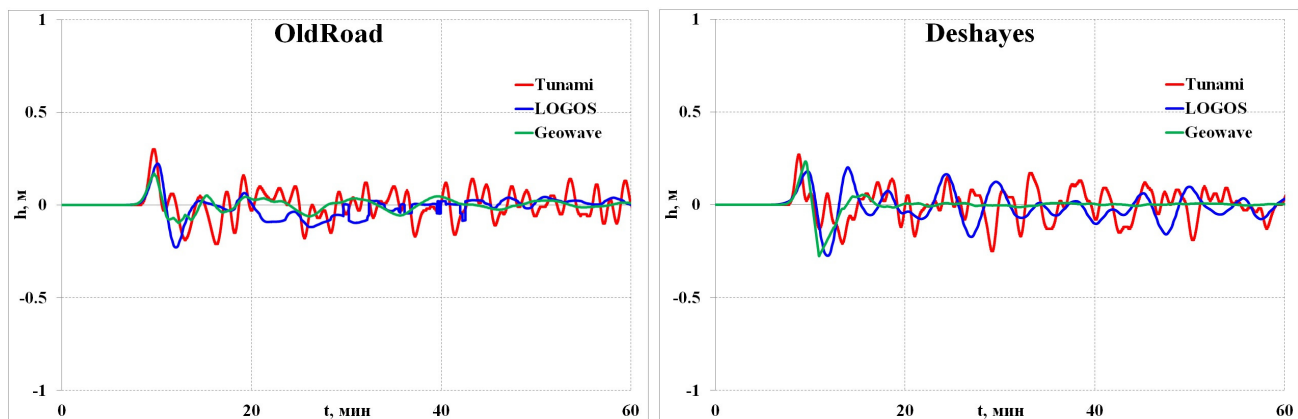 OldRoad
1
0.5
0
-0.5
-1
h, м
Tunami
LOGOS
Geowave
0
20
t, мин
40
60
Deshayes
1
0.5
0
-0.5
-1
h, м
Tunami
LOGOS
Geowave
0
20
t, мин
40
60